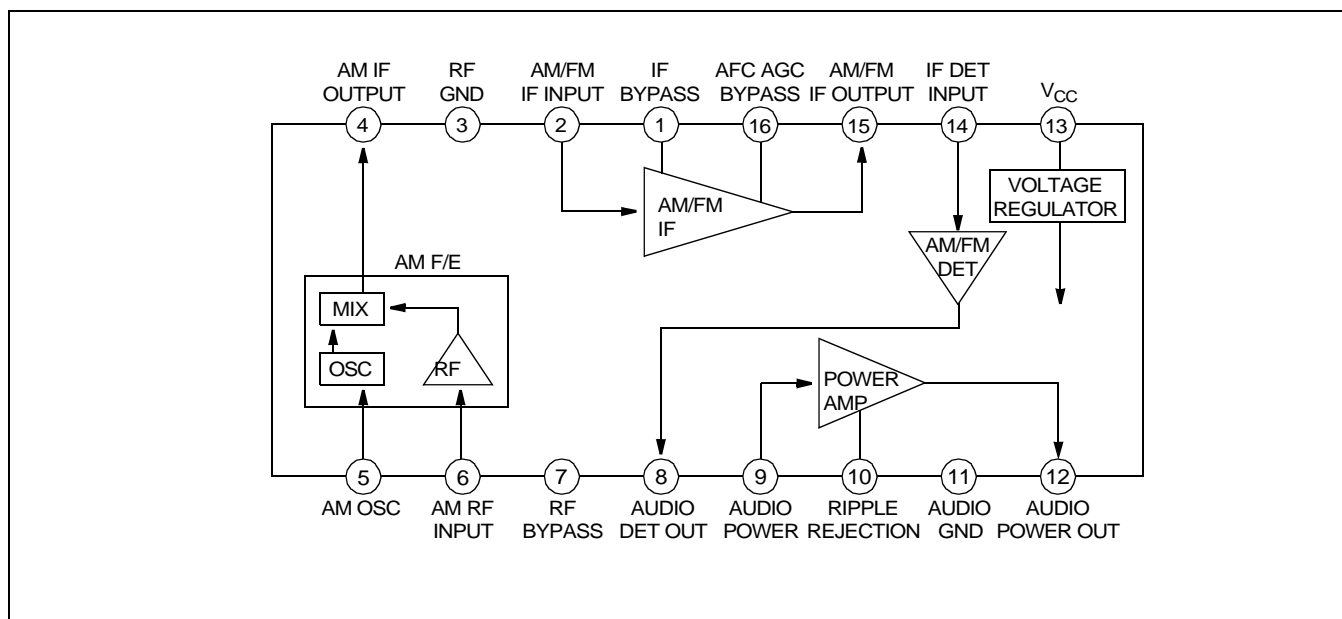 AM IF
OUTPUT
RF
GND
AM/FM
IF INPUT
IF
BYPASS
AFC AGC
BYPASS
AM/FM
IF OUTPUT
IF DET
INPUT
VCC
4
3
2
1
16
15
14
13
VOLTAGE
REGULATOR
AM/FM
IF
AM/FM
DET
AM F/E
MIX
OSC
RF
POWER
AMP
5
6
7
8
9
10
11
12
AM OSC
AM RF
INPUT
RF
BYPASS
AUDIO
DET OUT
AUDIO
POWER
RIPPLE
REJECTION
AUDIO
GND
AUDIO
POWER OUT